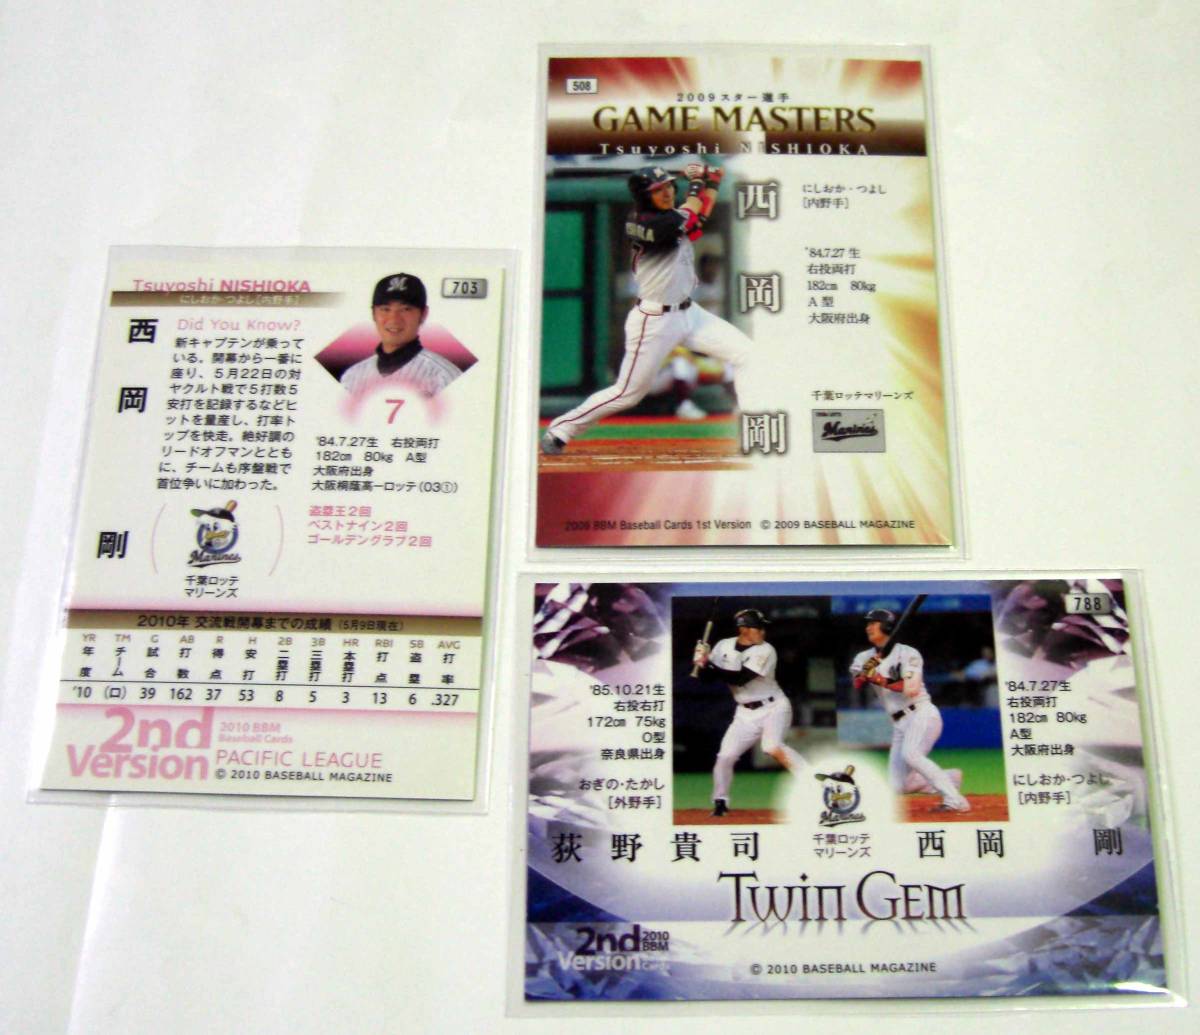 Tsuyoshi NISHIOKA
703
にしおか・つよし[内野手]
西岡剛
Did You Know?
新キャプテンが乗って
いる。開幕から一番に
座り、5月22日の対
ヤクルト戦で5打数5
安打を記録するなどヒ
ットを量産し、打率ト
ップを快走。絶好調の
リードオフマンととも
に、チームも序盤戦で
首位争いに加わった。
7
'84.7.27生 右投両打
182㎝ 80㎏ A型
大阪府出身
大阪桐蔭高ーロッテ(03①)
盗塁王2回
ベストナイン2回
ゴールデングラブ2回
Marines
千葉ロッテ
マリーンズ
2010年 交流戦開幕までの成績 (5月9日現在)
YR TM G AB R H 2B 3B HR RBI SB AVG
年度 チーム 試合 打数 得点 安打 二塁打 三塁打 本塁打 打点 盗塁 打率
'10 (ロ) 39 162 37 53 8 5 3 13 6 .327
2nd Version
2010 BBM
Baseball Cards
PACIFIC LEAGUE
© 2010 BASEBALL MAGAZINE
508
2009スター選手
GAME MASTERS
Tsuyoshi NISHIOKA
西岡剛
にしおか・つよし
[内野手]
'84.7.27 生
右投両打
182㎝ 80㎏
A 型
大阪府出身
千葉ロッテマリーンズ
Marines
2009 BBM Baseball Cards 1st Version © 2009 BASEBALL MAGAZINE
788
'85.10.21生
右投右打
172㎝ 75㎏
O型
奈良県出身
おぎの・たかし
[外野手]
荻野貴司
'84.7.27生
右投両打
182㎝ 80㎏
A型
大阪府出身
にしおか・つよし
[内野手]
西岡 剛
Marines
千葉ロッテ
マリーンズ
Twin Gem
2nd Version
2010
BBM
© 2010 BASEBALL MAGAZINE